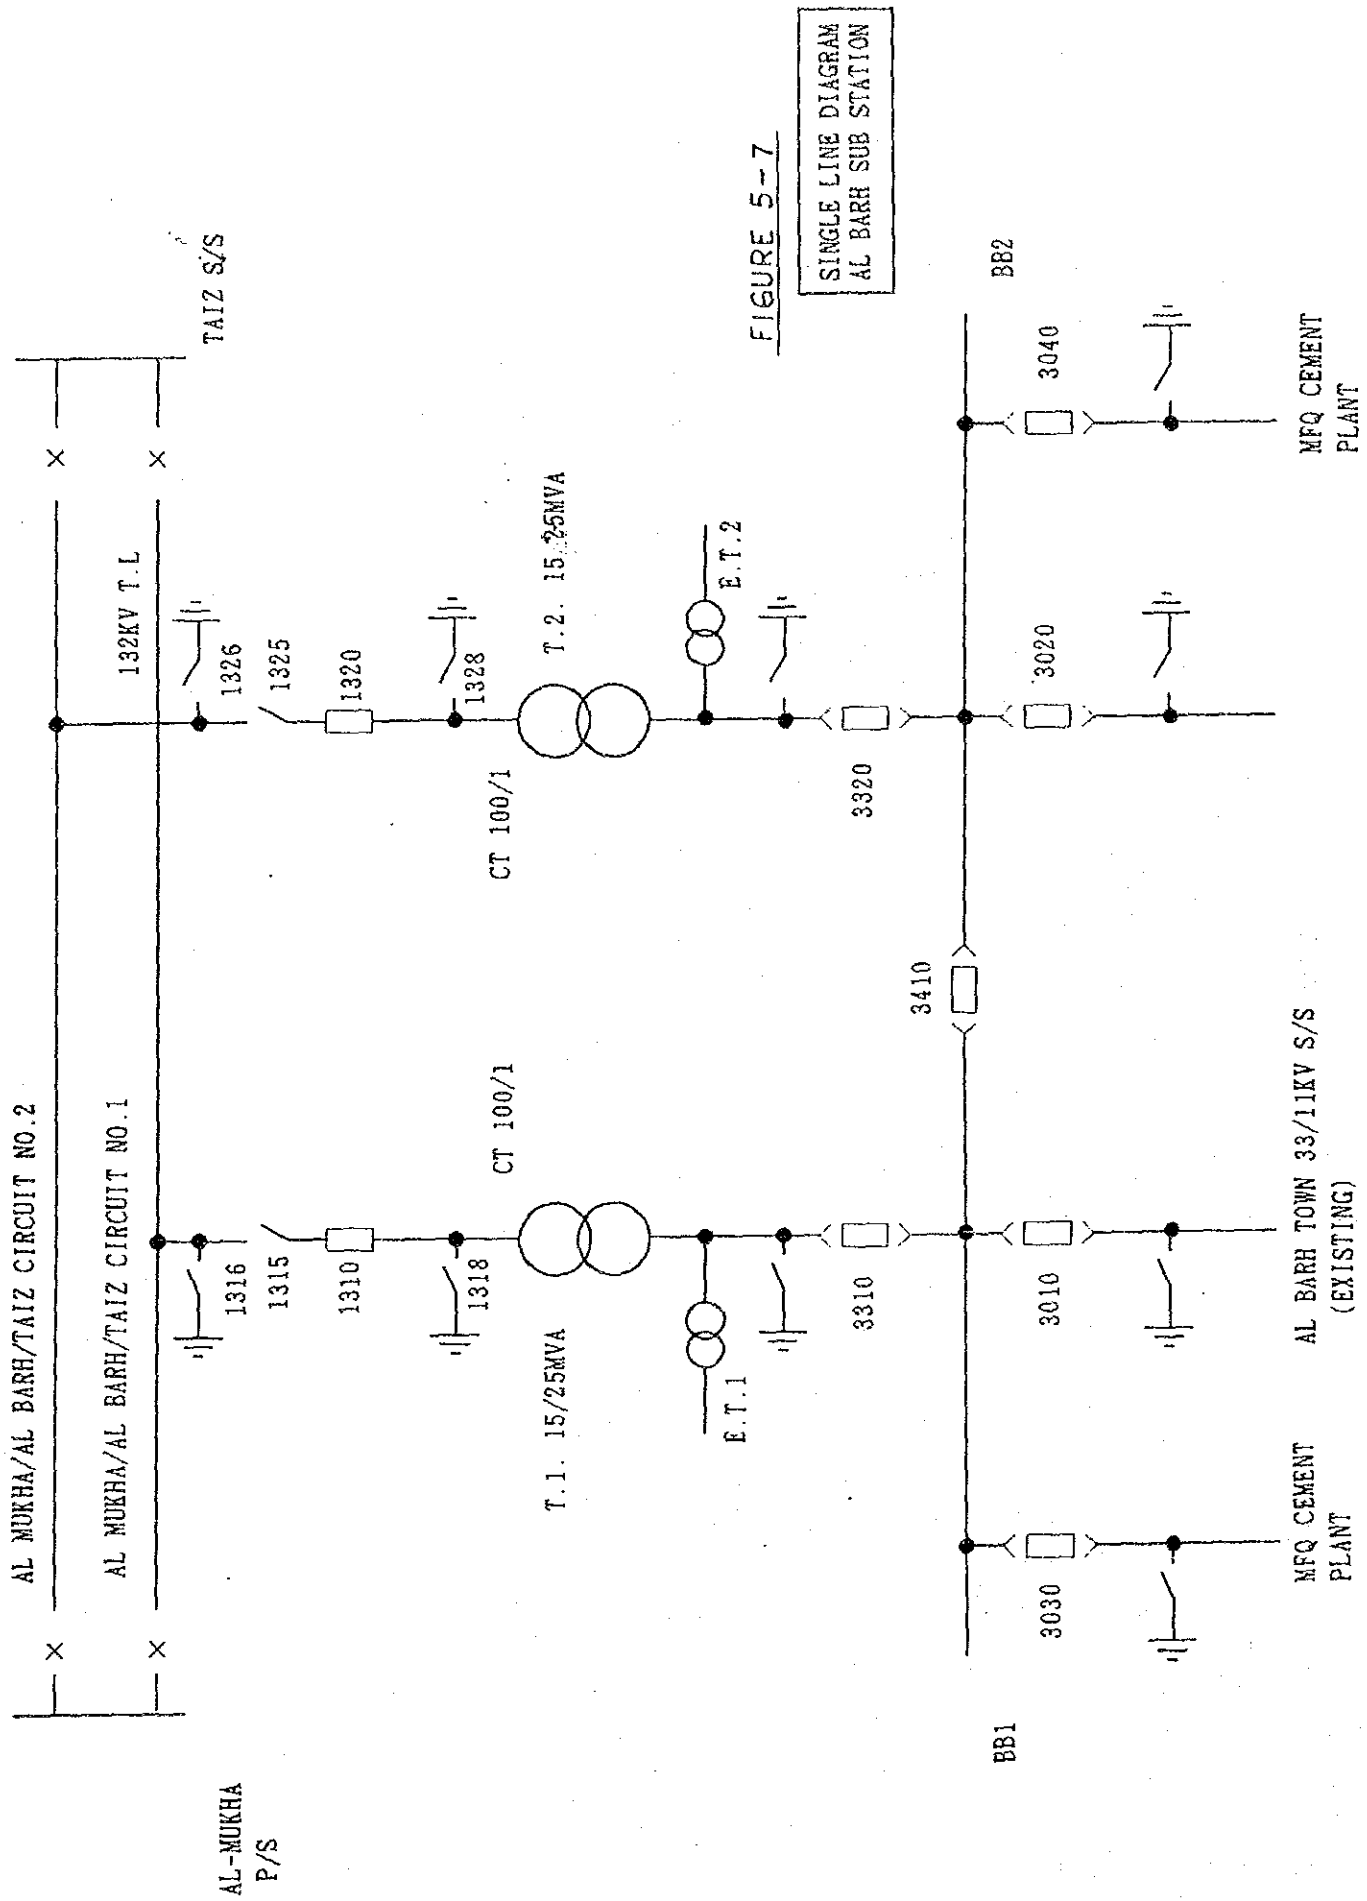 AL MUKHA/AL BARH/TAIZ CIRCUIT NO.2
AL MUKHA/AL BARH/TAIZ CIRCUIT NO.1
132KV T.L
AL-MUKHA
P/S
TAIZ S/S
1316
1315
1310
1318
1326
1325
1320
1328
CT 100/1
CT 100/1
T.1. 15/25MVA
T.2. 15/25MVA
E.T.1
E.T.2
3310
3320
3410
BB1
BB2
3030
3010
3020
3040
MFQ CEMENT
PLANT
AL BARH TOWN 33/11KV S/S
(EXISTING)
MFQ CEMENT
PLANT
FIGURE 5-7
SINGLE LINE DIAGRAM
AL BARH SUB STATION